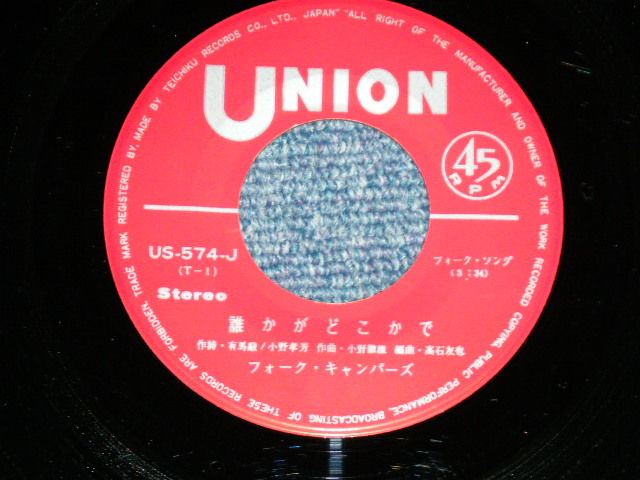 TRADE MARK REGISTERED BY. MADE BY TEICHIKU RECORDS CO., LTD., JAPAN" "ALL RIGHT OF THE MANUFACTURER AND OWNER OF THE WORK RECORDED COPYING, PUBLIC PERFORMANCE, BROADCASTING OF THESE RECORDS ARE FORBIDDEN.
UNION
45
RPM
US-574-J
(T-1)
Stereo
フォーク・ソング
(3:34)
誰かがどこかで
作詩・有馬敲/小野孝芳 作曲・小野 編曲・高石友也
フォーク・キャンパーズ